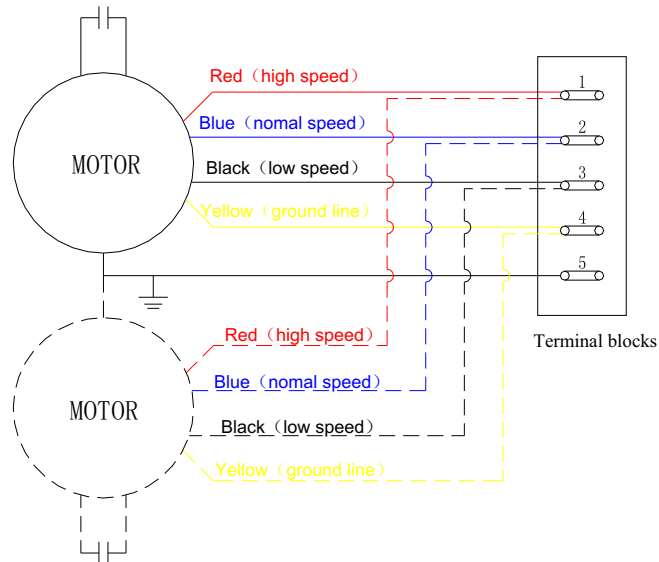 Red（high speed）
1
Blue（nomal speed）
2
MOTOR
Black（low speed）
3
Yellow（ground line）
4
5
Terminal blocks
Red（high speed）
Blue（nomal speed）
MOTOR
Black（low speed）
Yellow（ground line）